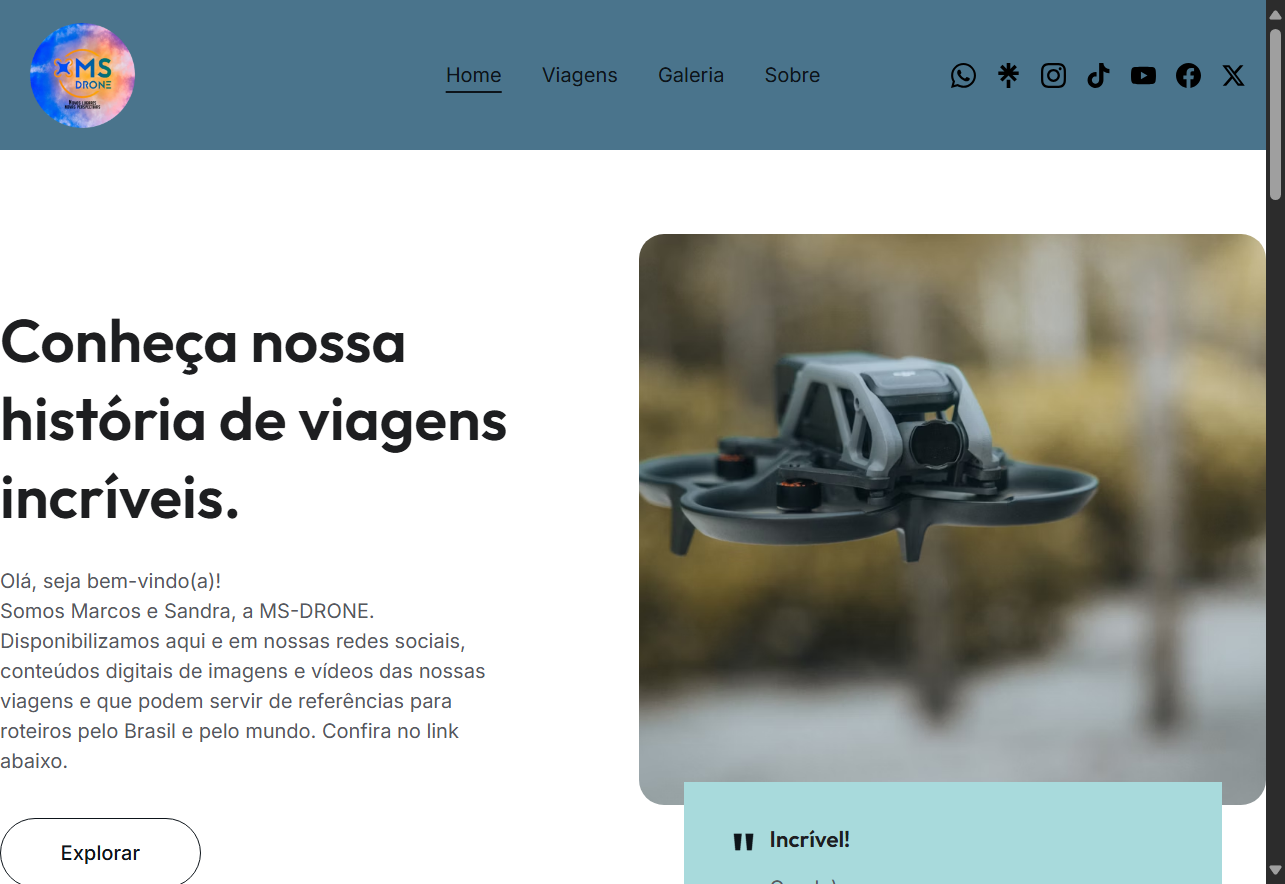 MS
DRONE
Home
Viagens
Galeria
Sobre
Conheça nossa
história de viagens
incríveis.
Olá, seja bem-vindo(a)!
Somos Marcos e Sandra, a MS-DRONE.
Disponibilizamos aqui e em nossas redes sociais,
conteúdos digitais de imagens e vídeos das nossas
viagens e que podem servir de referências para
roteiros pelo Brasil e pelo mundo. Confira no link
abaixo.
Explorar
" Incrível!